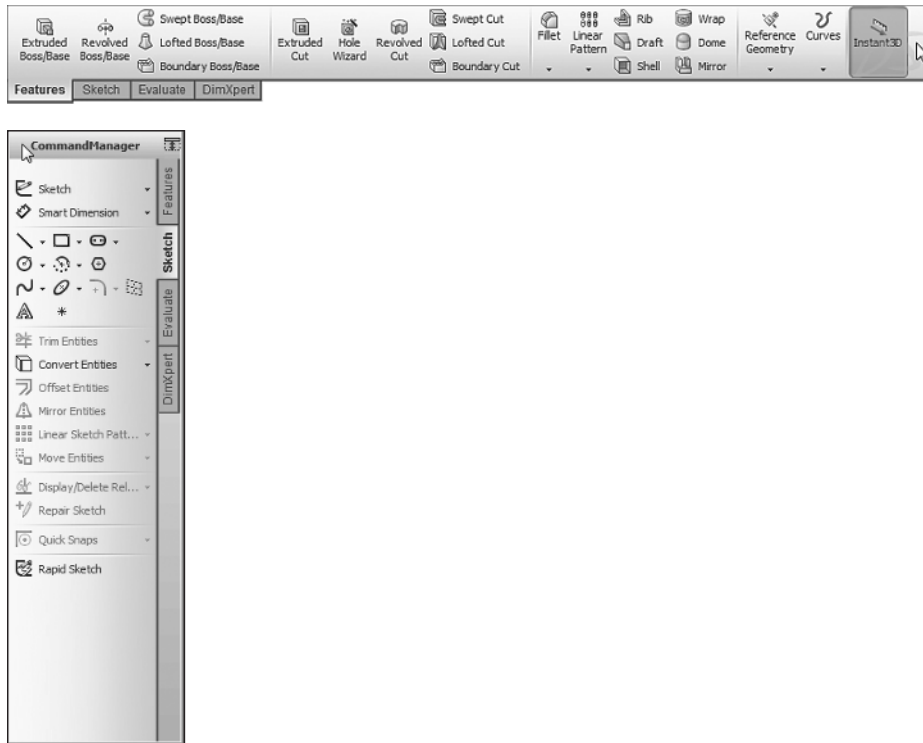 Extruded Boss/Base
Revolved Boss/Base
Swept Boss/Base
Lofted Boss/Base
Boundary Boss/Base
Extruded Cut
Hole Wizard
Revolved Cut
Swept Cut
Lofted Cut
Boundary Cut
Fillet
Linear Pattern
Rib
Draft
Shell
Wrap
Dome
Mirror
Reference Geometry
Curves
Instant3D
Features
Sketch
Evaluate
DimXpert
CommandManager
Sketch
Smart Dimension
Trim Entities
Convert Entities
Offset Entities
Mirror Entities
Linear Sketch Patt...
Move Entities
Display/Delete Rel...
Repair Sketch
Quick Snaps
Rapid Sketch
Features
Sketch
Evaluate
DimXpert